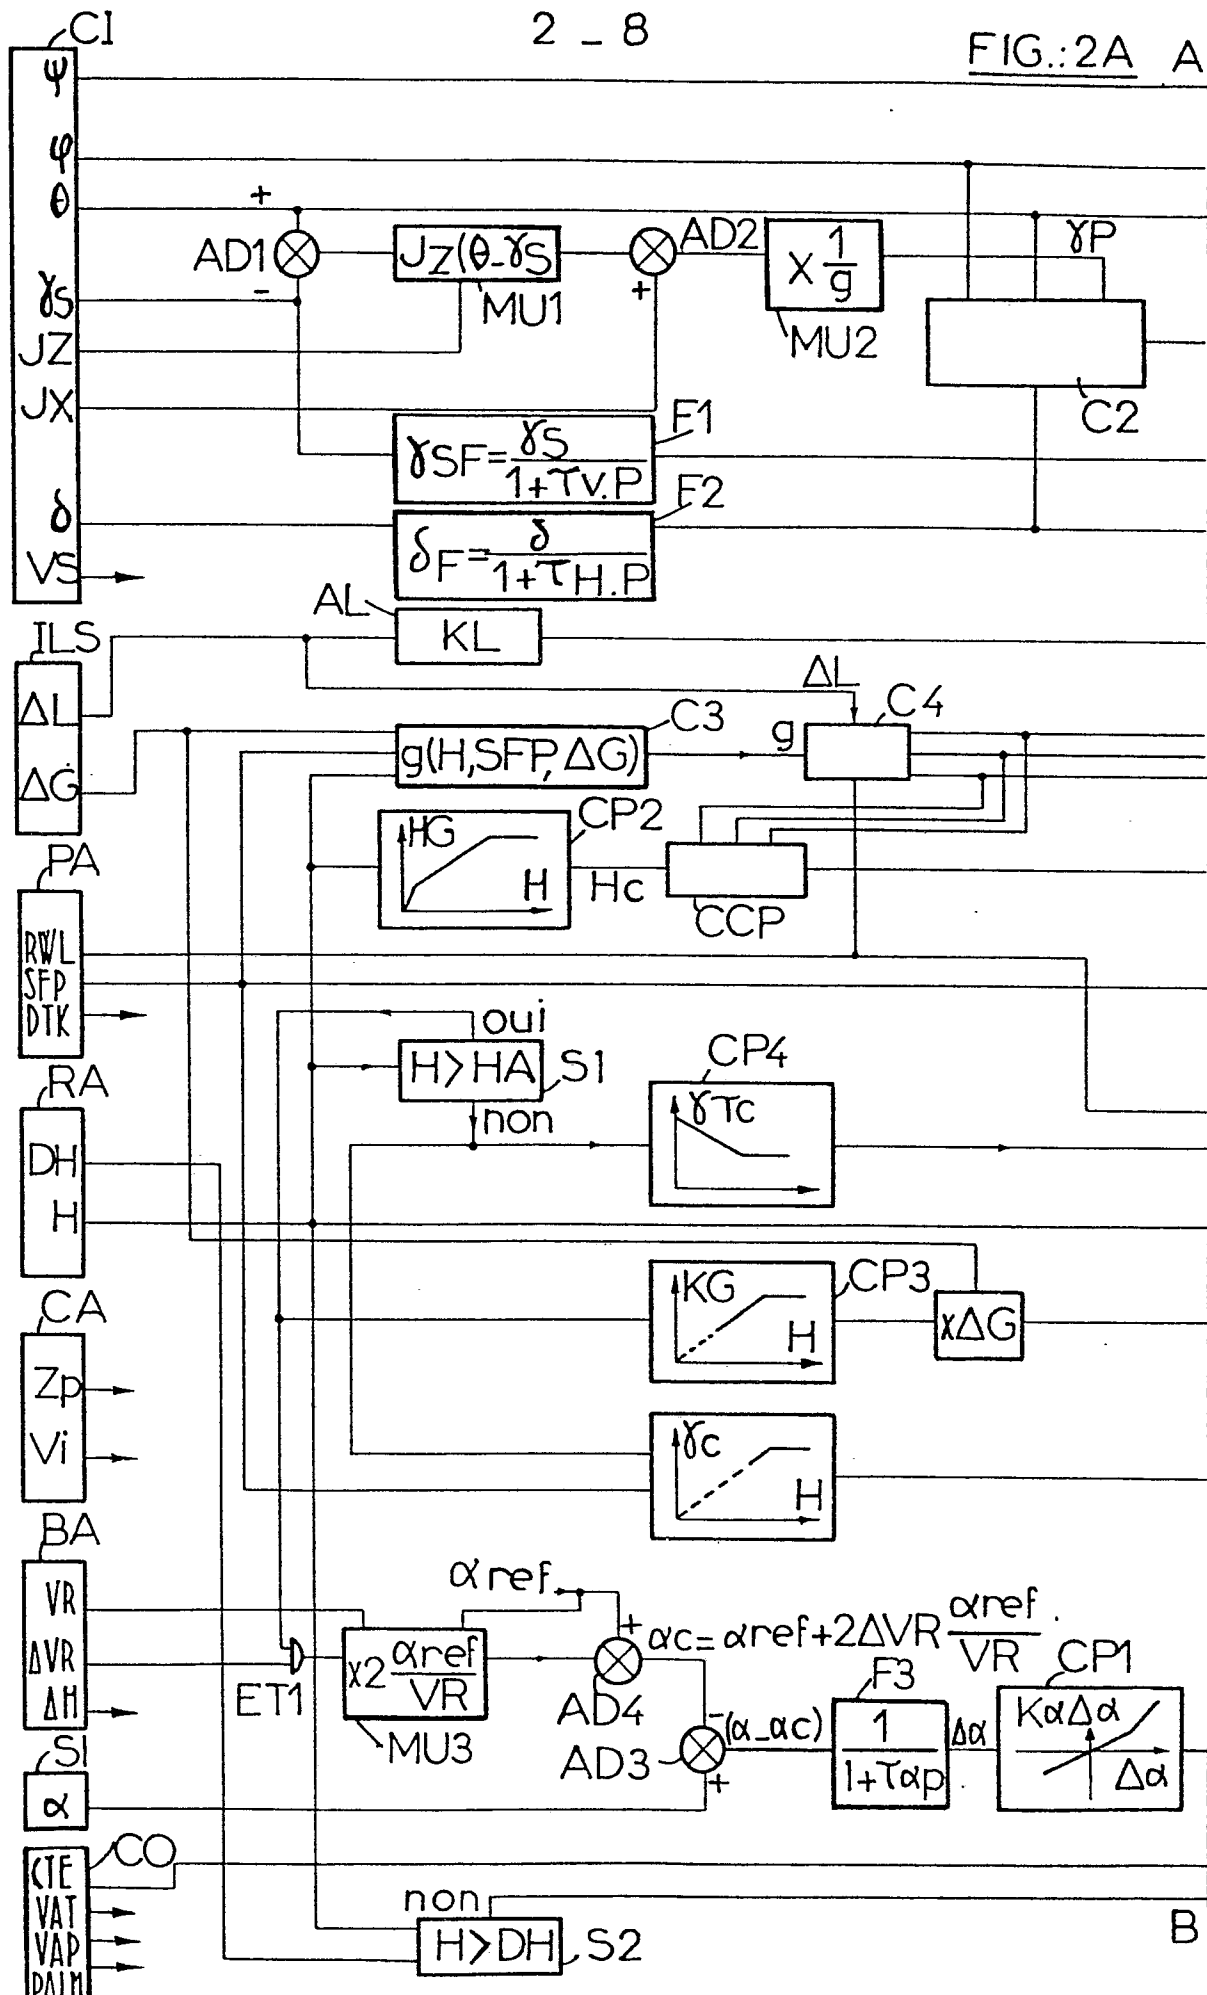 CI
2 _ 8
FIG.:2A A
ψ
φ
θ
+
AD1
JZ(θ-γS
AD2
X 1/g
γP
γS
-
MU1
+
MU2
JZ
JX
C2
F1
γSF=γS/1+τv.P
δ
F2
δF=δ/1+τH.P
VS
AL
KL
ILS
ΔL
ΔL
C4
C3
g
g(H,SFP,ΔG)
ΔG
CP2
HG
H
Hc
CCP
PA
RWL
SFP
DTK
oui
H>HA
S1
non
CP4
γTc
RA
DH
H
CP3
KG
H
xΔG
CA
Zp
Vi
γc
H
BA
VR
ΔVR
ΔH
ET1
αref
x2 αref/VR
MU3
+
AD4
αc=αref+2ΔVR αref/VR
-
(α_αc)
AD3
+
F3
1/1+ταp
Δα
CP1
KαΔα
Δα
SI
α
CO
CTE
VAT
VAP
PALM
non
H>DH
S2
B